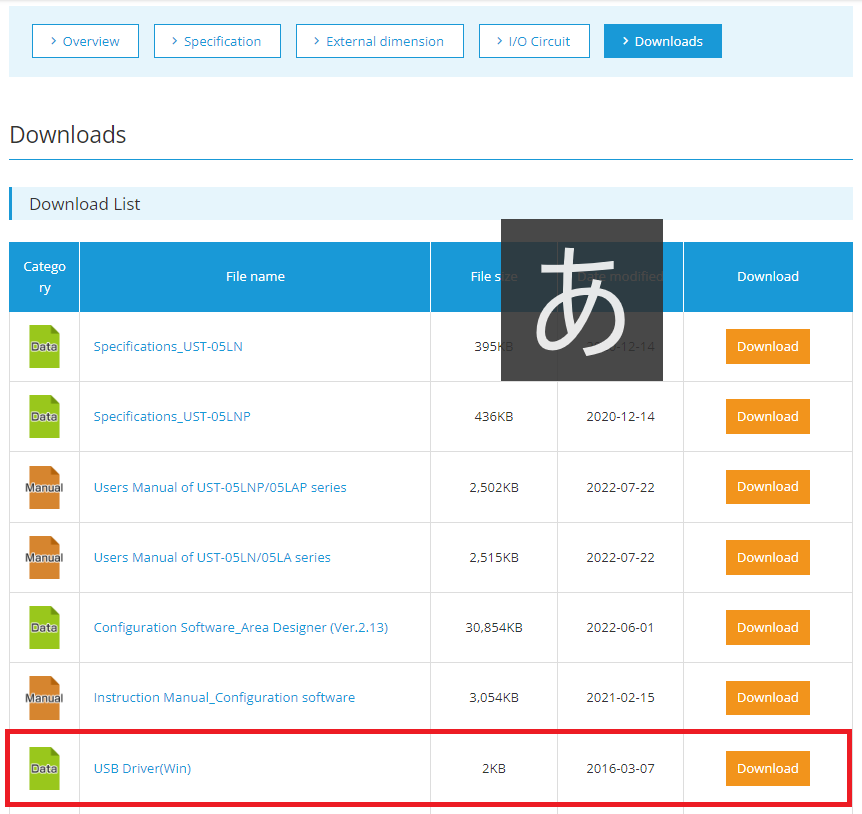 Overview
Specification
External dimension
I/O Circuit
Downloads
Downloads
Download List
Catego
ry
File name
File size
Date modified
Download
あ
Data
Specifications_UST-05LN
395KB
2020-12-14
Download
Data
Specifications_UST-05LNP
436KB
2020-12-14
Download
Manual
Users Manual of UST-05LNP/05LAP series
2,502KB
2022-07-22
Download
Manual
Users Manual of UST-05LN/05LA series
2,515KB
2022-07-22
Download
Data
Configuration Software_Area Designer (Ver.2.13)
30,854KB
2022-06-01
Download
Manual
Instruction Manual_Configuration software
3,054KB
2021-02-15
Download
Data
USB Driver(Win)
2KB
2016-03-07
Download